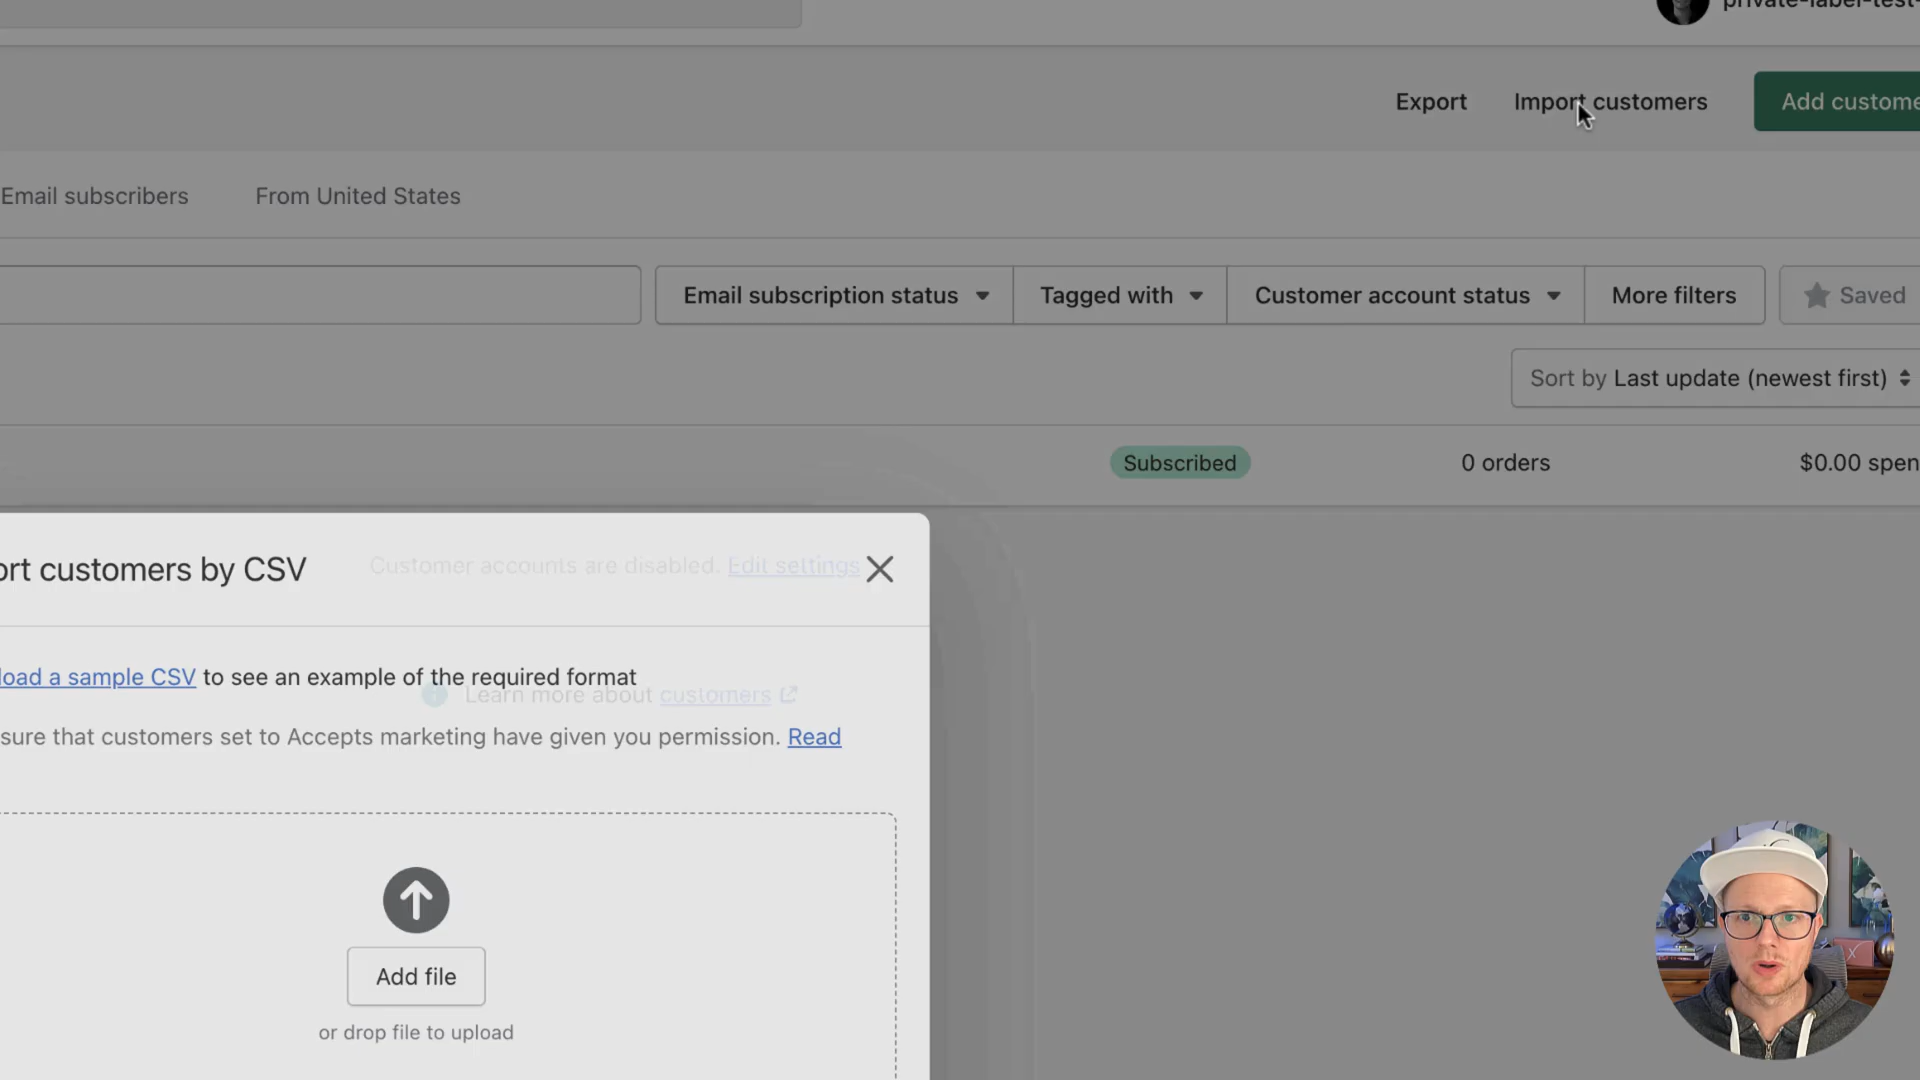 private-label-test-
Export
Import customers
Add custome
Email subscribers
From United States
Email subscription status
Tagged with
Customer account status
More filters
Saved
Sort by Last update (newest first)
Subscribed
0 orders
$0.00 spen
ort customers by CSV
Customer accounts are disabled. Edit settings
load a sample CSV to see an example of the required format
Learn more about customers
sure that customers set to Accepts marketing have given you permission. Read
Add file
or drop file to upload